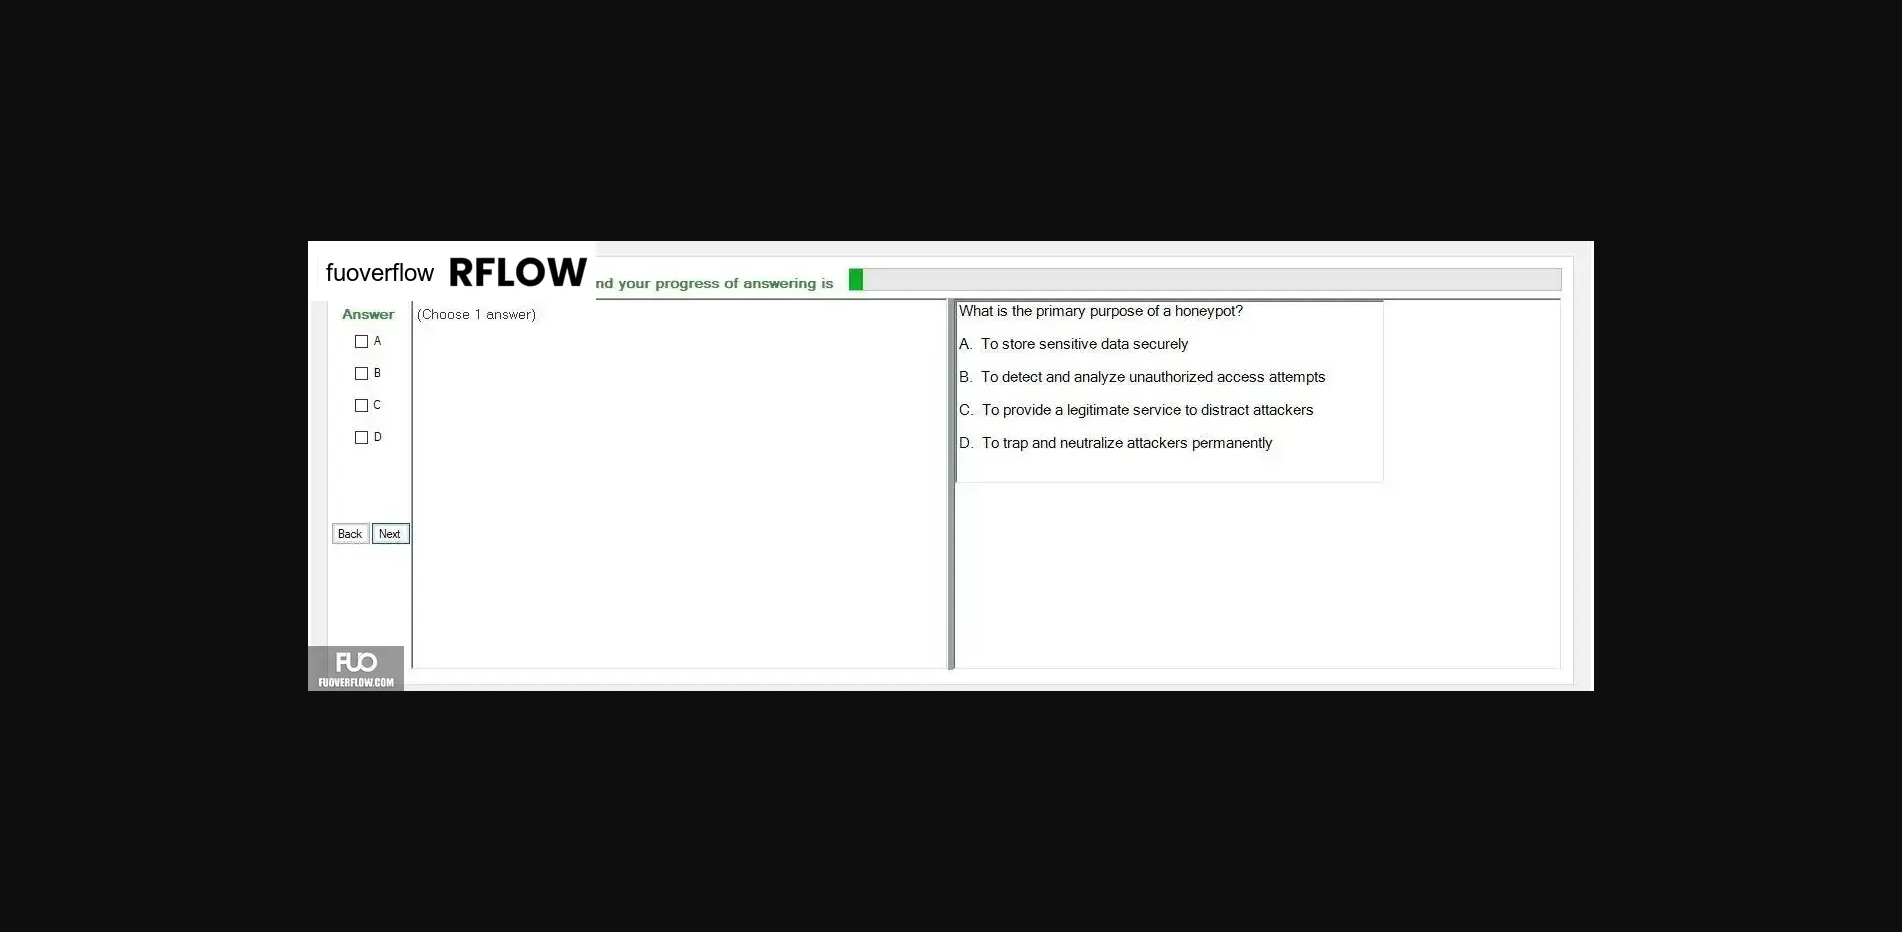 fuoverflow RFLOW
nd your progress of answering is
Answer
(Choose 1 answer)
A
B
C
D
Back Next
What is the primary purpose of a honeypot?
A. To store sensitive data securely
B. To detect and analyze unauthorized access attempts
C. To provide a legitimate service to distract attackers
D. To trap and neutralize attackers permanently
FUO
FUOVERFLOW.COM